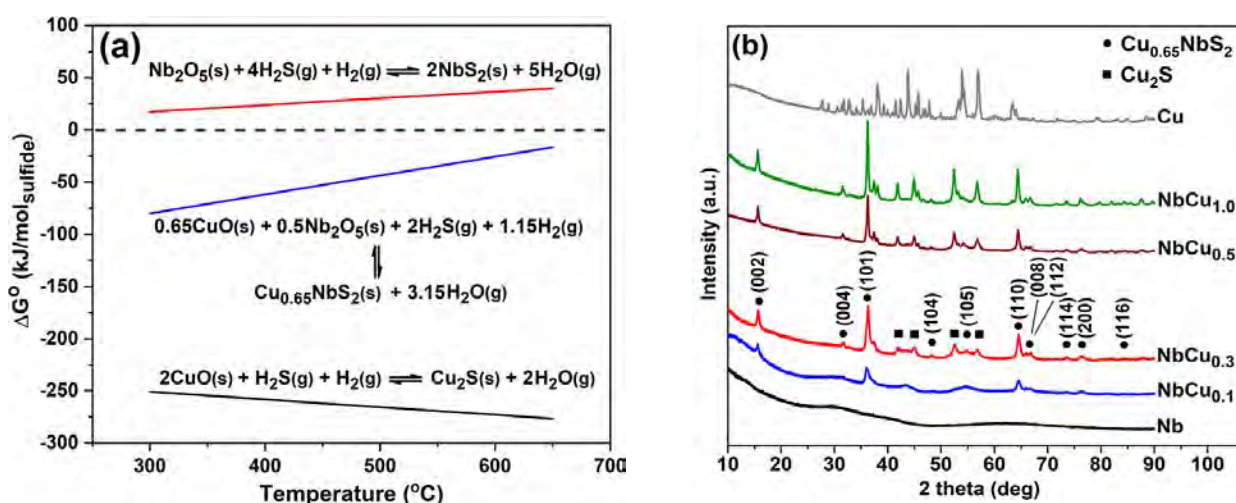 (a)
Nb₂O₅(s) + 4H₂S(g) + H₂(g) ⇌ 2NbS₂(s) + 5H₂O(g)
0.65CuO(s) + 0.5Nb₂O₅(s) + 2H₂S(g) + 1.15H₂(g)
⇌
Cu₀.₆₅NbS₂(s) + 3.15H₂O(g)
2CuO(s) + H₂S(g) + H₂(g) ⇌ Cu₂S(s) + 2H₂O(g)
ΔG° (kJ/mol sulfide)
100
50
0
-50
-100
-150
-200
-250
-300
300 400 500 600 700
Temperature (°C)
(b)
● Cu₀.₆₅NbS₂
■ Cu₂S
Cu
NbCu₁.₀
NbCu₀.₅
(002)
(004)
(101)
(104)
(105)
(110)
(008)
(112)
(114)
(200)
(116)
NbCu₀.₃
NbCu₀.₁
Nb
Intensity (a.u.)
10 20 30 40 50 60 70 80 90 100
2 theta (deg)